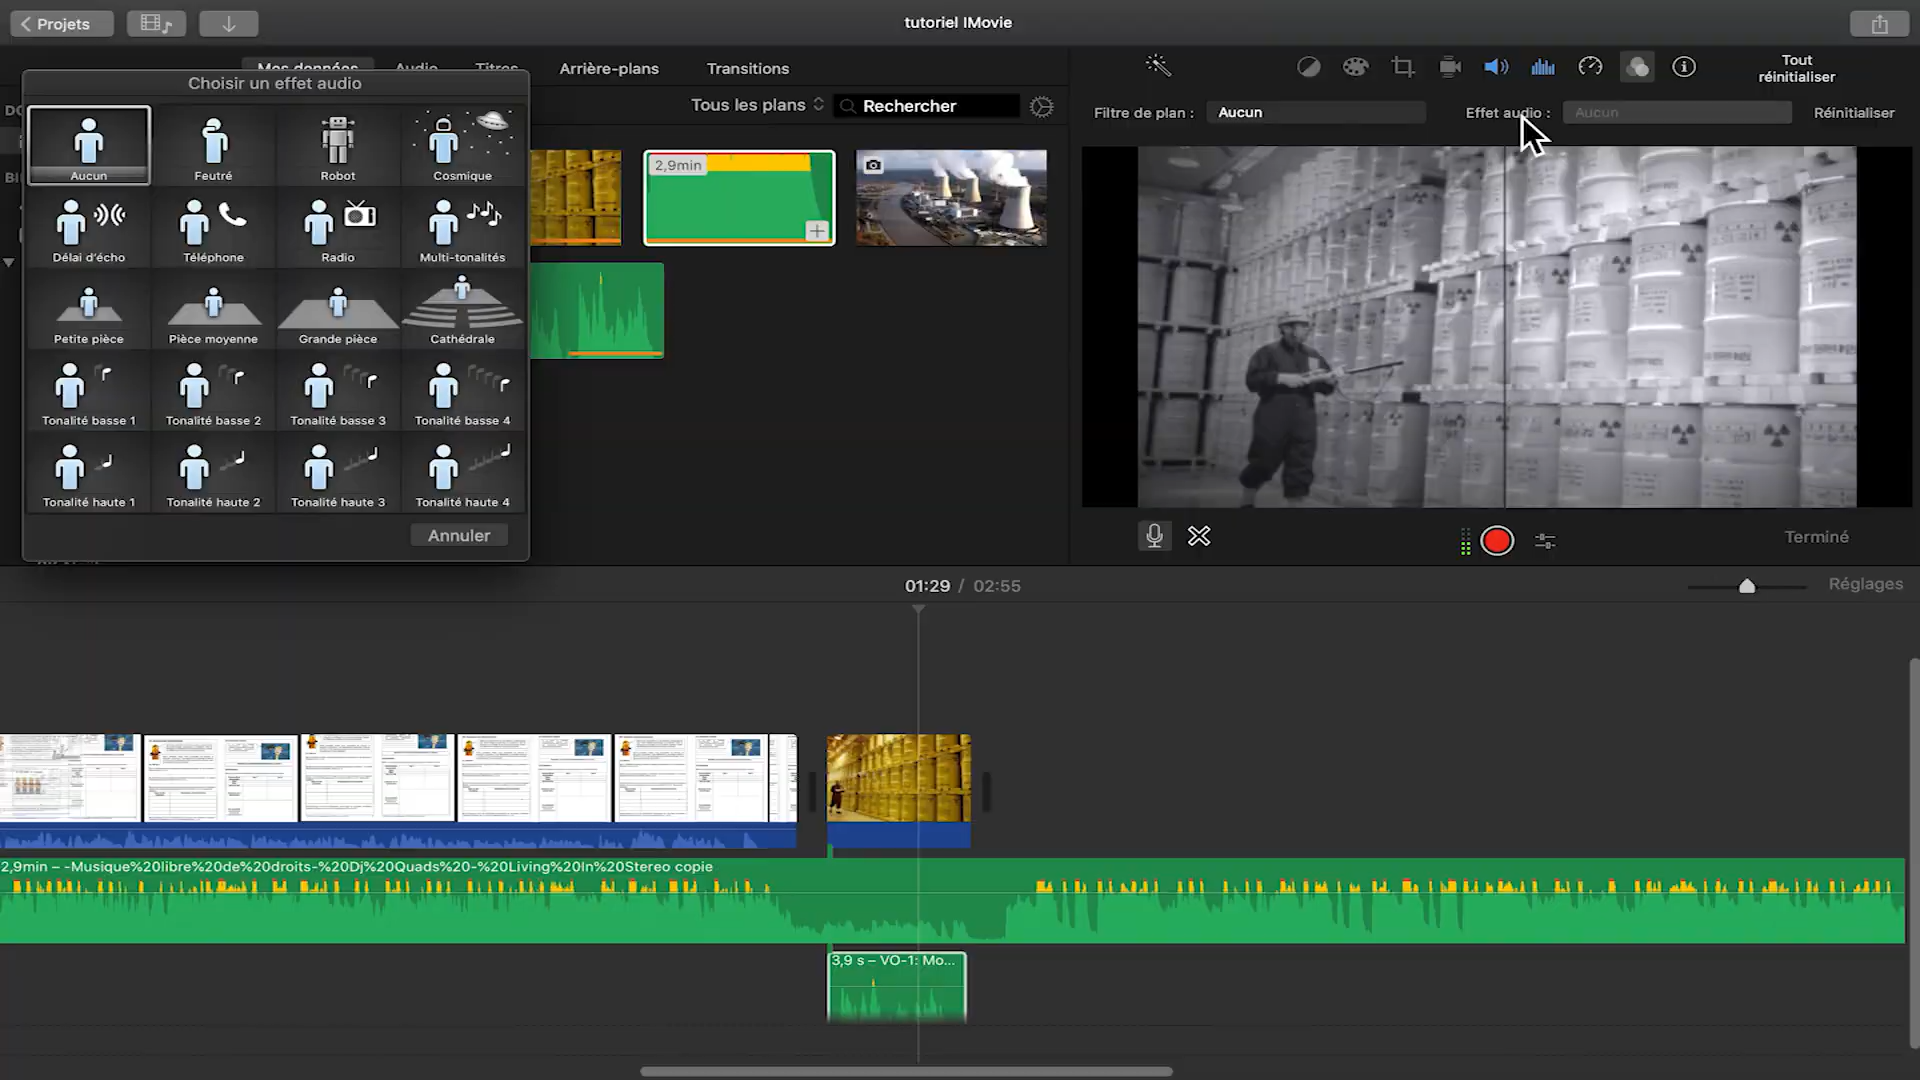 Projets
tutoriel IMovie
Mes données
Audio
Titres
Arrière-plans
Transitions
Tout
réinitialiser
Choisir un effet audio
Tous les plans
Rechercher
Filtre de plan :
Aucun
Effet audio :
Aucun
Réinitialiser
Aucun
Feutré
Robot
Cosmique
2,9min
Délai d'écho
Téléphone
Radio
Multi-tonalités
Petite pièce
Pièce moyenne
Grande pièce
Cathédrale
Tonalité basse 1
Tonalité basse 2
Tonalité basse 3
Tonalité basse 4
Tonalité haute 1
Tonalité haute 2
Tonalité haute 3
Tonalité haute 4
Annuler
Terminé
01:29 / 02:55
Réglages
2,9min – -Musique%20libre%20de%20droits-%20Dj%20Quads%20-%20Living%20In%20Stereo copie
3,9 s – VO-1: Mo...